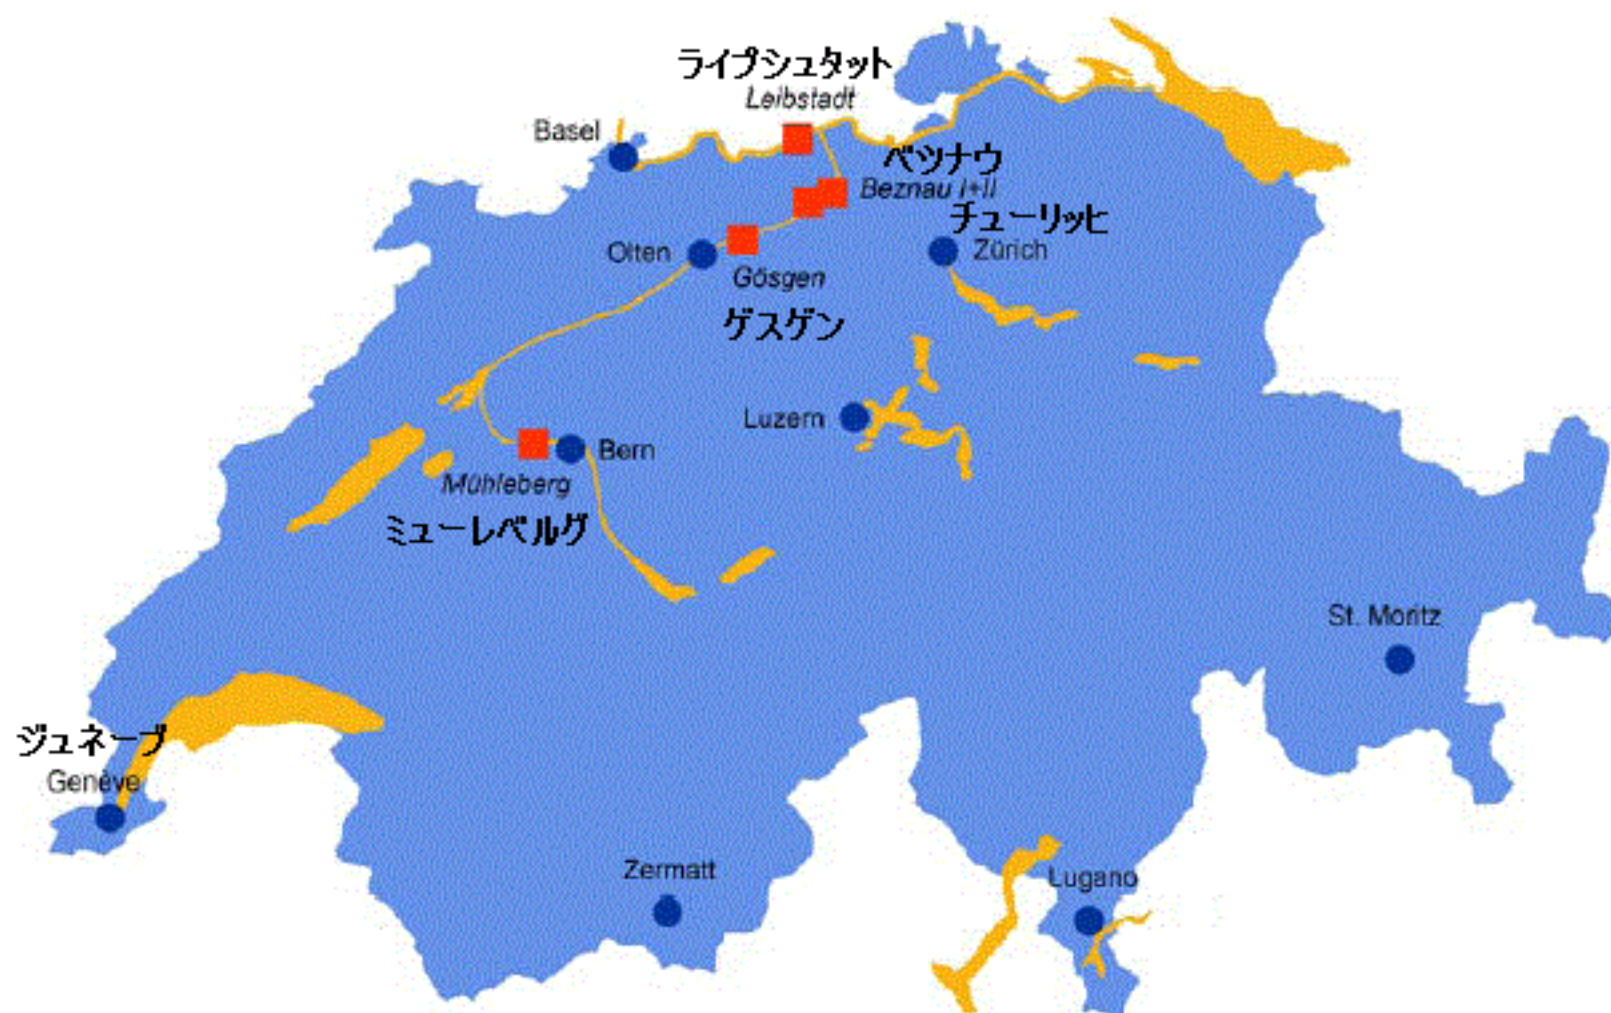 ライプシュタット
Leibstadt
Basel
ベツナウ
Beznau I+II
チューリッヒ
Olten
Zürich
Gösgen
ゲスゲン
Luzern
Bern
Mühleberg
ミューレベルグ
St. Moritz
ジュネーブ
Genève
Zermatt
Lugano